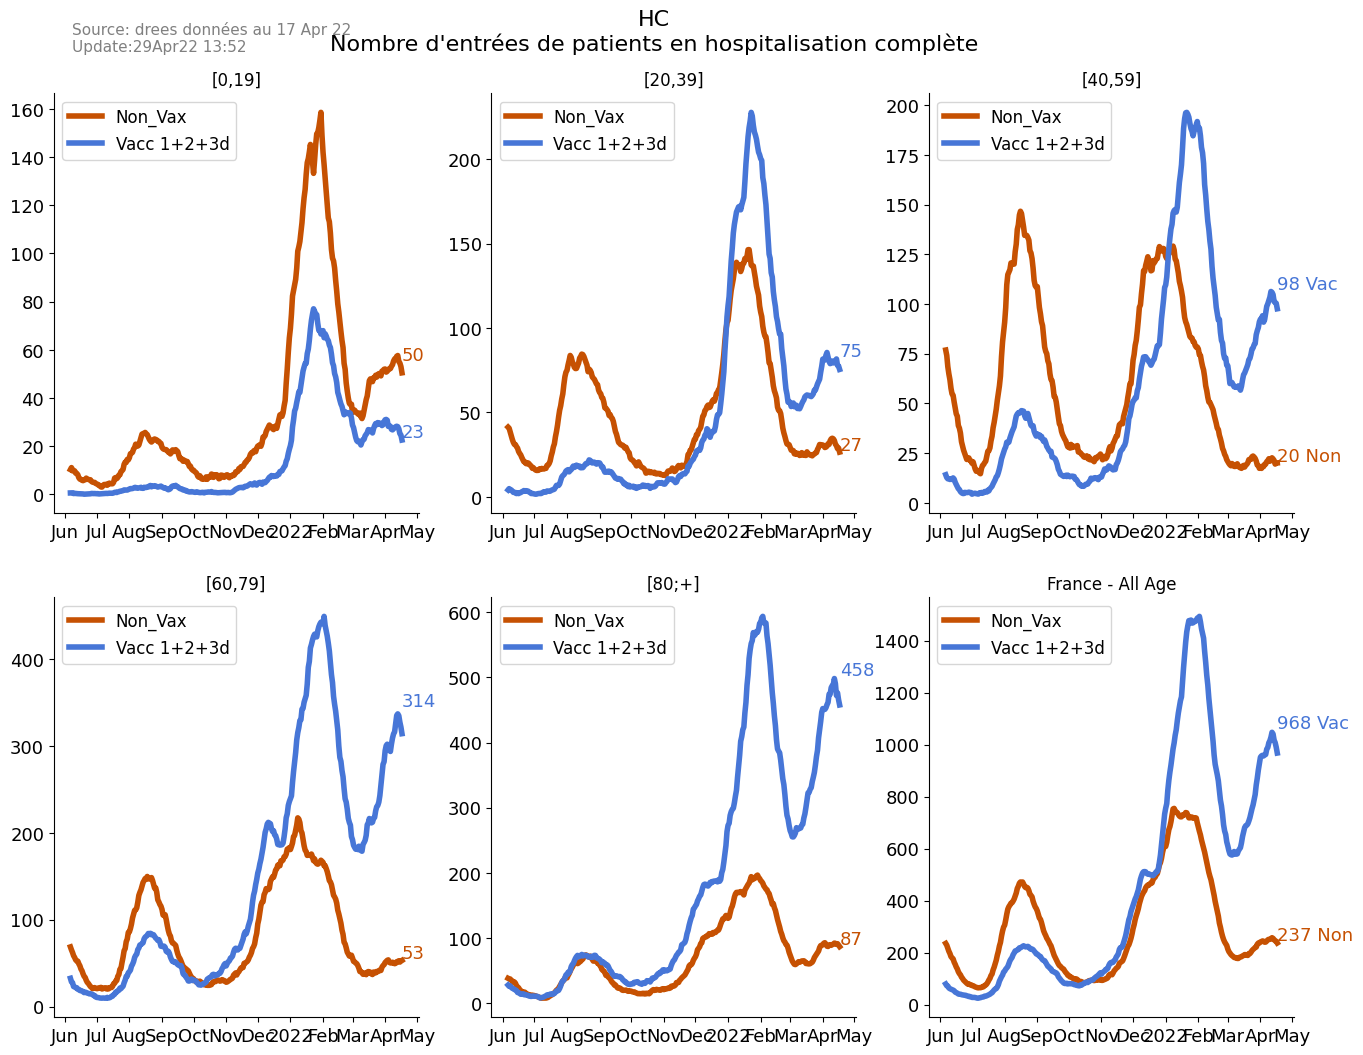 HC
Source: drees données au 17 Apr 22
Update:29Apr22 13:52
Nombre d'entrées de patients en hospitalisation complète
[0,19]
Non_Vax
Vacc 1+2+3d
160
140
120
100
80
60
40
20
0
50
23
Jun Jul Aug Sep Oct Nov Dec 2022 Feb Mar Apr May
[20,39]
Non_Vax
Vacc 1+2+3d
200
150
100
50
0
75
27
Jun Jul Aug Sep Oct Nov Dec 2022 Feb Mar Apr May
[40,59]
Non_Vax
Vacc 1+2+3d
200
175
150
125
100
75
50
25
0
98 Vac
20 Non
Jun Jul Aug Sep Oct Nov Dec 2022 Feb Mar Apr May
[60,79]
Non_Vax
Vacc 1+2+3d
400
300
200
100
0
314
53
Jun Jul Aug Sep Oct Nov Dec 2022 Feb Mar Apr May
[80;+]
Non_Vax
Vacc 1+2+3d
600
500
400
300
200
100
0
458
87
Jun Jul Aug Sep Oct Nov Dec 2022 Feb Mar Apr May
France - All Age
Non_Vax
Vacc 1+2+3d
1400
1200
1000
800
600
400
200
0
968 Vac
237 Non
Jun Jul Aug Sep Oct Nov Dec 2022 Feb Mar Apr May